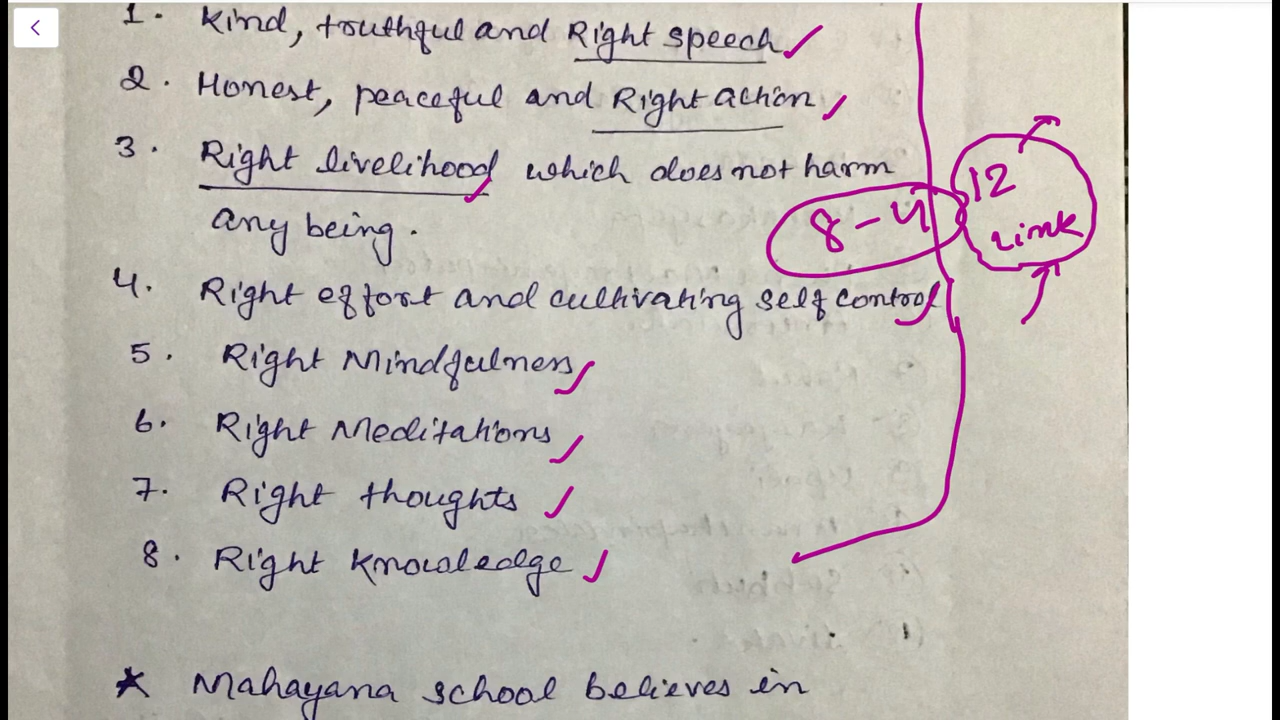 1. Kind, truthful and Right speech
2. Honest, peaceful and Right action
3. Right livelihood which does not harm
any being.
8-4
12
Link
4. Right effort and cultivating self control
5. Right Mindfulness
6. Right Meditations
7. Right thoughts
8. Right Knowledge
* Mahayana school believes in